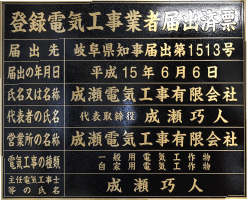 登録電気工事業者届出済票
届出先 岐阜県知事届出第1513号
届出の年月日 平成15年6月6日
氏名又は名称 成瀬電気工事有限会社
代表者の氏名 代表取締役 成瀬巧人
営業所の名称 成瀬電気工事有限会社
電気工事の種類 一般用電気工作物
自家用電気工作物
主任電気工事士
等の氏名 成瀬巧人